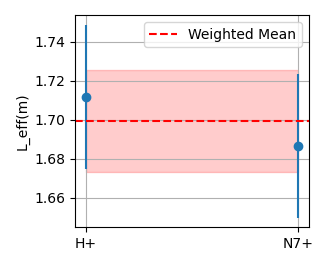 Weighted Mean
L_eff(m)
1.74
1.72
1.70
1.68
1.66
H+
N7+